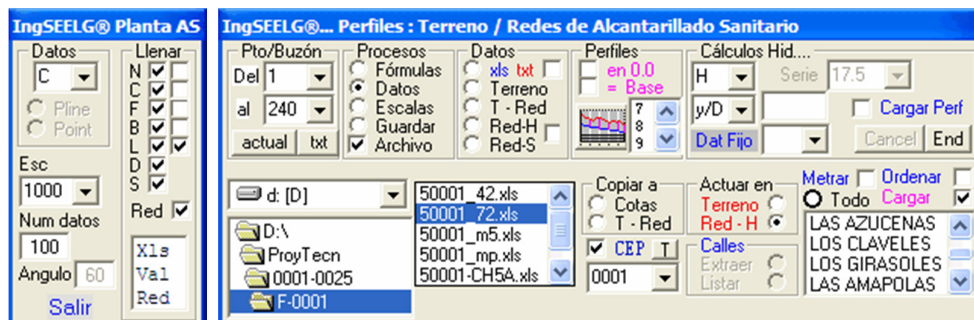 IngSEELG® Planta AS
Datos
Llenar
C
N
C
F
B
L
D
S
Pline
Point
Esc
1000
Red
Num datos
100
Angulo 60
Xls
Val
Red
Salir
IngSEELG®... Perfiles : Terreno / Redes de Alcantarillado Sanitario
Pto/Buzón
Del 1
al 240
actual txt
Procesos
Fórmulas
Datos
Escalas
Guardar
Archivo
Datos
xls txt
Terreno
T - Red
Red-H
Red-S
Perfiles
en 0.0
= Base
7
8
9
Cálculos Hid....
H Serie 17.5
y/D Cargar Perf
Dat Fijo Cancel End
d: [D]
D:\
ProyTecn
0001-0025
F-0001
50001_42.xls
50001_72.xls
50001_m5.xls
50001_mp.xls
50001-CH5A.xls
Copiar a
Cotas
T - Red
CEP T
0001
Actuar en
Terreno
Red - H
Calles
Extraer
Listar
Metrar Ordenar
Todo Cargar
LAS AZUCENAS
LOS CLAVELES
LOS GIRASOLES
LAS AMAPOLAS